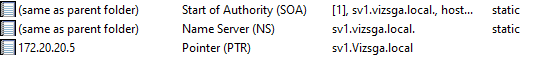 (same as parent folder) Start of Authority (SOA) [1], sv1.vizsga.local., host... static
(same as parent folder) Name Server (NS) sv1.vizsga.local. static
172.20.20.5 Pointer (PTR) sv1.Vizsga.local